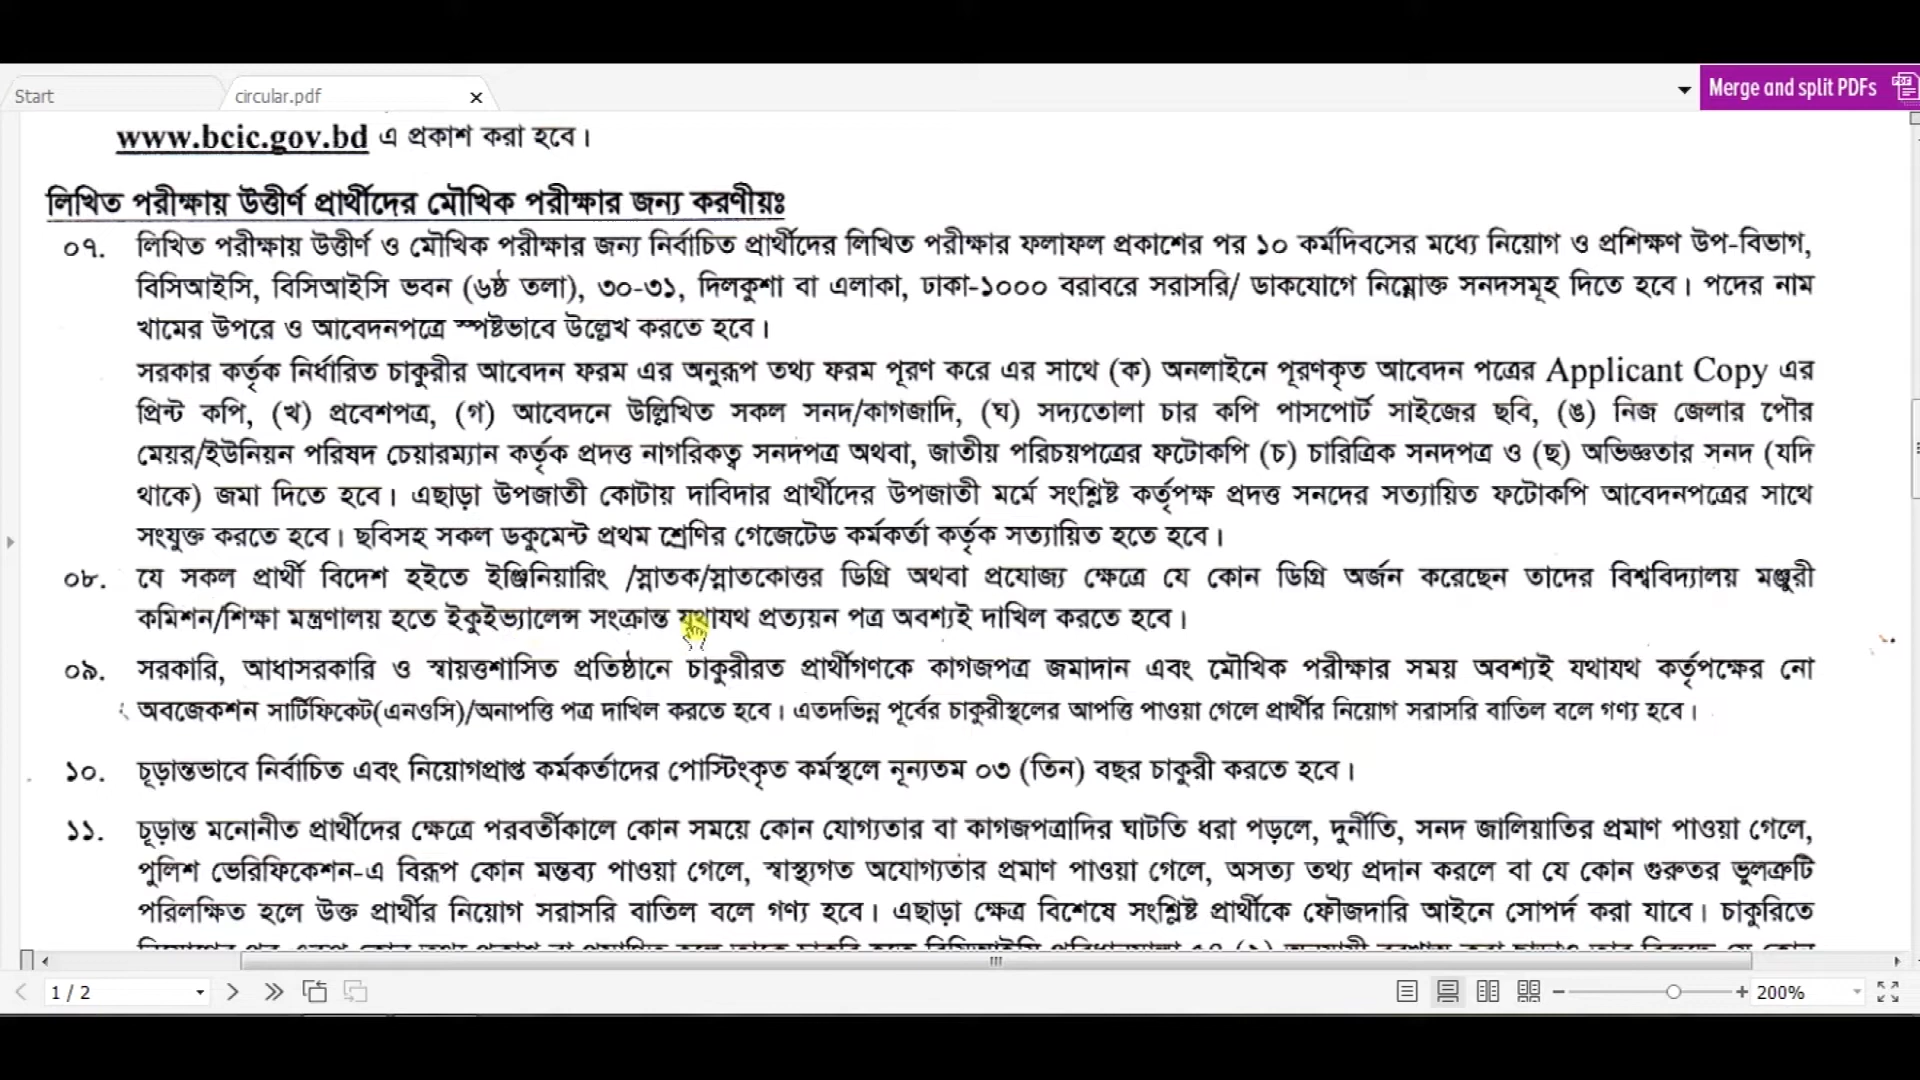 Start
circular.pdf
Merge and split PDFs
www.bcic.gov.bd এ প্রকাশ করা হবে।
লিখিত পরীক্ষায় উত্তীর্ণ প্রার্থীদের মৌখিক পরীক্ষার জন্য করণীয়ঃ
০৭. লিখিত পরীক্ষায় উত্তীর্ণ ও মৌখিক পরীক্ষার জন্য নির্বাচিত প্রার্থীদের লিখিত পরীক্ষার ফলাফল প্রকাশের পর ১০ কর্মদিবসের মধ্যে নিয়োগ ও প্রশিক্ষণ উপ-বিভাগ,
বিসিআইসি, বিসিআইসি ভবন (৬ষ্ঠ তলা), ৩০-৩১, দিলকুশা বা এলাকা, ঢাকা-১০০০ বরাবরে সরাসরি/ ডাকযোগে নিম্নোক্ত সনদসমূহ দিতে হবে। পদের নাম
খামের উপরে ও আবেদনপত্রে স্পষ্টভাবে উল্লেখ করতে হবে।
সরকার কর্তৃক নির্ধারিত চাকুরীর আবেদন ফরম এর অনুরূপ তথ্য ফরম পূরণ করে এর সাথে (ক) অনলাইনে পূরণকৃত আবেদন পত্রের Applicant Copy এর
প্রিন্ট কপি, (খ) প্রবেশপত্র, (গ) আবেদনে উল্লিখিত সকল সনদ/কাগজাদি, (ঘ) সদ্যতোলা চার কপি পাসপোর্ট সাইজের ছবি, (ঙ) নিজ জেলার পৌর
মেয়র/ইউনিয়ন পরিষদ চেয়ারম্যান কর্তৃক প্রদত্ত নাগরিকত্ব সনদপত্র অথবা, জাতীয় পরিচয়পত্রের ফটোকপি (চ) চারিত্রিক সনদপত্র ও (ছ) অভিজ্ঞতার সনদ (যদি
থাকে) জমা দিতে হবে। এছাড়া উপজাতী কোটায় দাবিদার প্রার্থীদের উপজাতী মর্মে সংশ্লিষ্ট কর্তৃপক্ষ প্রদত্ত সনদের সত্যায়িত ফটোকপি আবেদনপত্রের সাথে
সংযুক্ত করতে হবে। ছবিসহ সকল ডকুমেন্ট প্রথম শ্রেণির গেজেটেড কর্মকর্তা কর্তৃক সত্যায়িত হতে হবে।
০৮. যে সকল প্রার্থী বিদেশ হইতে ইঞ্জিনিয়ারিং /স্নাতক/স্নাতকোত্তর ডিগ্রি অথবা প্রযোজ্য ক্ষেত্রে যে কোন ডিগ্রি অর্জন করেছেন তাদের বিশ্ববিদ্যালয় মঞ্জুরী
কমিশন/শিক্ষা মন্ত্রণালয় হতে ইকুইভ্যালেন্স সংক্রান্ত যথাযথ প্রত্যয়ন পত্র অবশ্যই দাখিল করতে হবে।
০৯. সরকারি, আধাসরকারি ও স্বায়ত্তশাসিত প্রতিষ্ঠানে চাকুরীরত প্রার্থীগণকে কাগজপত্র জমাদান এবং মৌখিক পরীক্ষার সময় অবশ্যই যথাযথ কর্তৃপক্ষের নো
অবজেকশন সার্টিফিকেট(এনওসি)/অনাপত্তি পত্র দাখিল করতে হবে। এতদভিন্ন পূর্বের চাকুরীস্থলের আপত্তি পাওয়া গেলে প্রার্থীর নিয়োগ সরাসরি বাতিল বলে গণ্য হবে।
১০. চূড়ান্তভাবে নির্বাচিত এবং নিয়োগপ্রাপ্ত কর্মকর্তাদের পোস্টিংকৃত কর্মস্থলে নূন্যতম ০৩ (তিন) বছর চাকুরী করতে হবে।
১১. চূড়ান্ত মনোনীত প্রার্থীদের ক্ষেত্রে পরবর্তীকালে কোন সময়ে কোন যোগ্যতার বা কাগজপত্রাদির ঘাটতি ধরা পড়লে, দুর্নীতি, সনদ জালিয়াতির প্রমাণ পাওয়া গেলে,
পুলিশ ভেরিফিকেশন-এ বিরূপ কোন মন্তব্য পাওয়া গেলে, স্বাস্থ্যগত অযোগ্যতার প্রমাণ পাওয়া গেলে, অসত্য তথ্য প্রদান করলে বা যে কোন গুরুতর ভুলত্রুটি
পরিলক্ষিত হলে উক্ত প্রার্থীর নিয়োগ সরাসরি বাতিল বলে গণ্য হবে। এছাড়া ক্ষেত্র বিশেষে সংশ্লিষ্ট প্রার্থীকে ফৌজদারি আইনে সোপর্দ করা যাবে। চাকুরিতে
1 / 2
200%